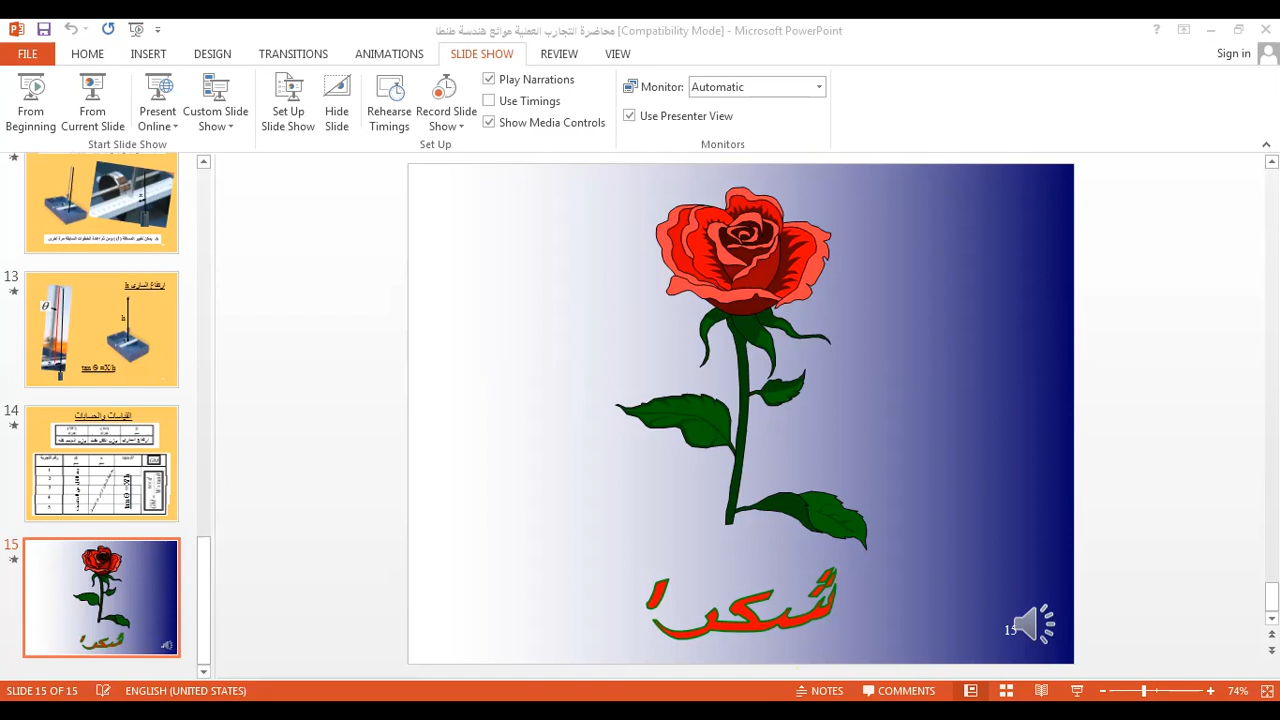 محاضرة التجارب العملية موائع هندسة طنطا [Compatibility Mode] - Microsoft PowerPoint
FILE HOME INSERT DESIGN TRANSITIONS ANIMATIONS SLIDE SHOW REVIEW VIEW Sign in
From Beginning
From Current Slide
Present Online
Custom Slide Show
Start Slide Show
Set Up Slide Show
Hide Slide
Rehearse Timings
Record Slide Show
Play Narrations
Use Timings
Show Media Controls
Set Up
Monitor: Automatic
Use Presenter View
Monitors
13
ارتفاع السارى h
θ
h
tan θ =X/h
14
القياسات والحسابات
15
شكرا
15
SLIDE 15 OF 15 ENGLISH (UNITED STATES) NOTES COMMENTS 74%